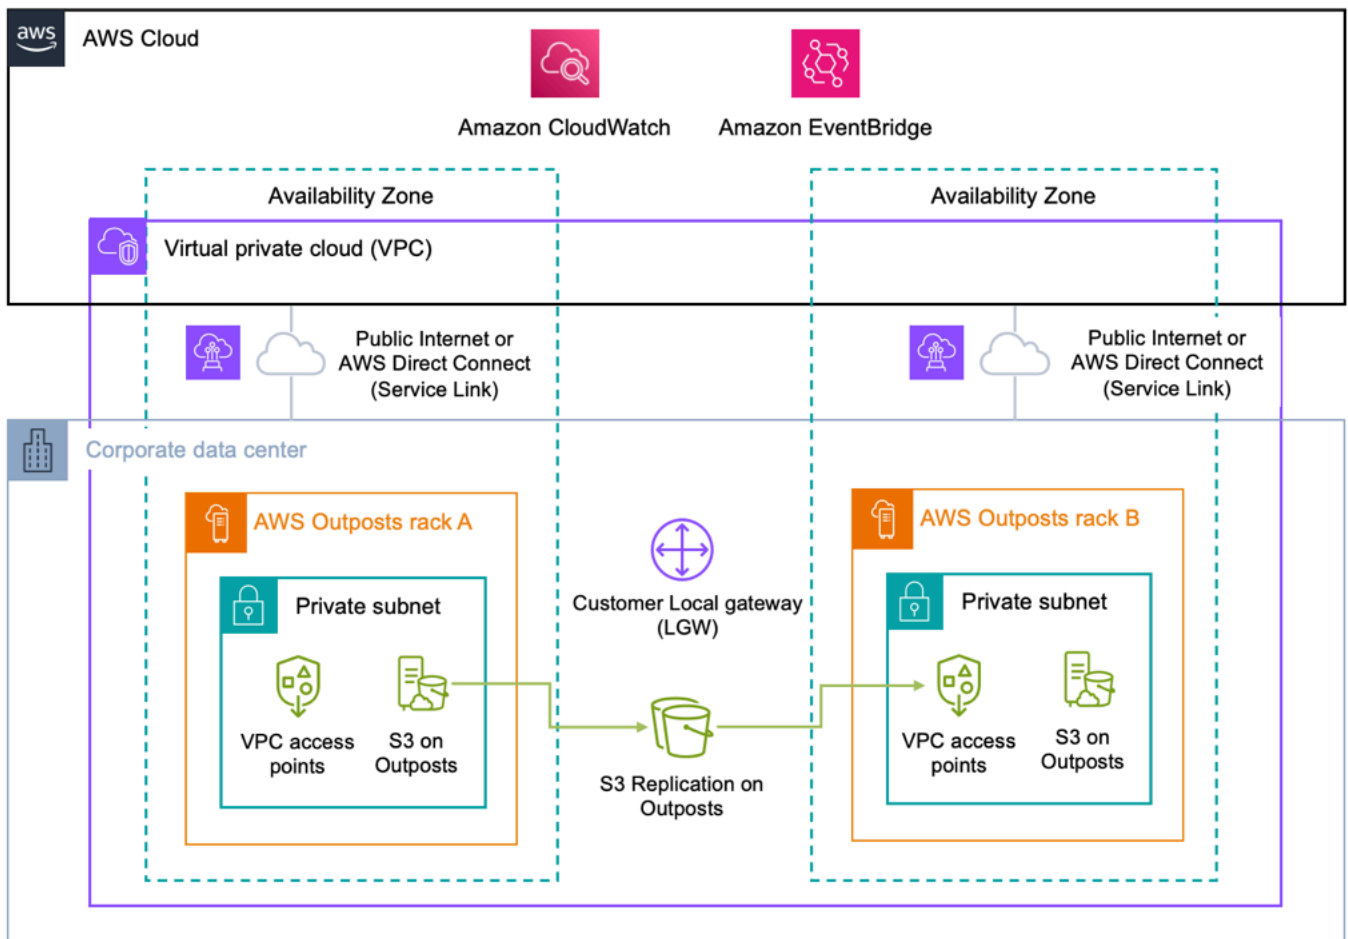 aws
AWS Cloud
Amazon CloudWatch
Amazon EventBridge
Availability Zone
Availability Zone
Virtual private cloud (VPC)
Public Internet or
AWS Direct Connect
(Service Link)
Public Internet or
AWS Direct Connect
(Service Link)
Corporate data center
AWS Outposts rack A
AWS Outposts rack B
Private subnet
Customer Local gateway
(LGW)
Private subnet
VPC access
points
S3 on
Outposts
S3 Replication on
Outposts
VPC access
points
S3 on
Outposts